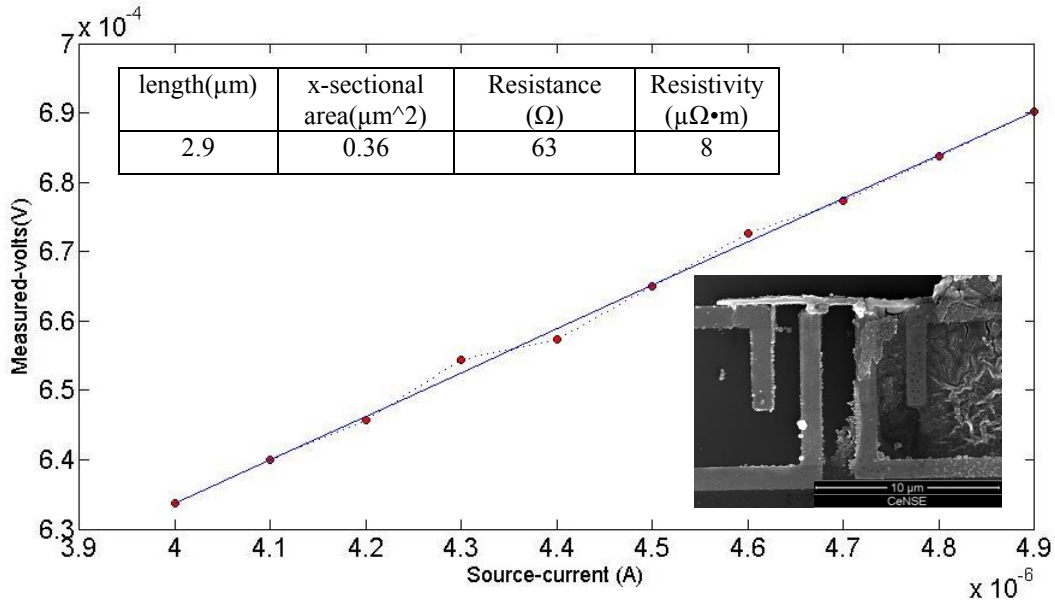 x 10^-4
7
6.9
6.8
6.7
6.6
6.5
6.4
6.3
Measured-volts(V)
length(μm) x-sectional area(μm^2) Resistance (Ω) Resistivity (μΩ•m)
2.9 0.36 63 8
10 μm
CeNSE
3.9 4 4.1 4.2 4.3 4.4 4.5 4.6 4.7 4.8 4.9
Source-current (A)
x 10^-6